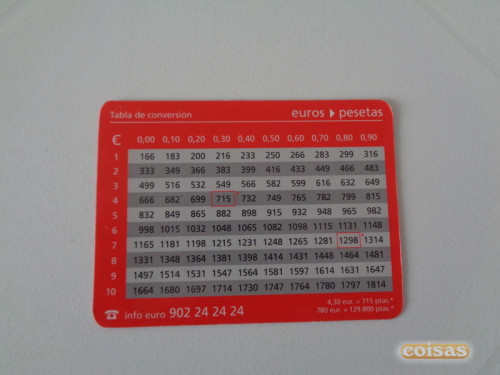 Tabla de conversión euros pesetas
€ 0,00 0,10 0,20 0,30 0,40 0,50 0,60 0,70 0,80 0,90
1 166 183 200 216 233 250 266 283 299 316
2 333 349 366 383 399 416 433 449 466 483
3 499 516 532 549 566 582 599 616 632 649
4 666 682 699 715 732 749 765 782 799 815
5 832 849 865 882 898 915 932 948 965 982
6 998 1015 1032 1048 1065 1082 1098 1115 1131 1148
7 1165 1181 1198 1215 1231 1248 1265 1281 1298 1314
8 1331 1348 1364 1381 1398 1414 1431 1448 1464 1481
9 1497 1514 1531 1547 1564 1581 1597 1614 1631 1647
10 1664 1680 1697 1714 1730 1747 1764 1780 1797 1814
info euro 902 24 24 24
4,30 eur. = 715 ptas.*
780 eur. = 129.800 ptas.*
coisas